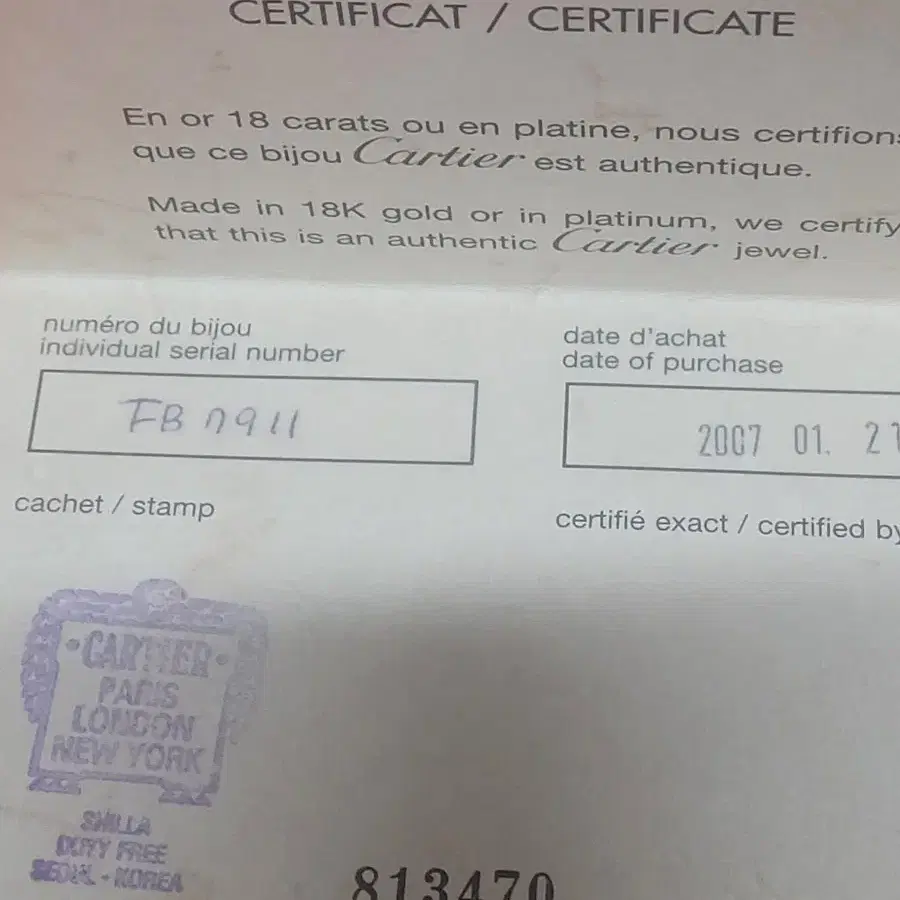 CERTIFICAT / CERTIFICATE
En or 18 carats ou en platine, nous certifions
que ce bijou Cartier est authentique.
Made in 18K gold or in platinum, we certify
that this is an authentic Cartier jewel.
numéro du bijou
individual serial number
date d'achat
date of purchase
FB 7911
2007 01. 2
cachet / stamp
certifié exact / certified by
CARTIER
PARIS
LONDON
NEW YORK
SHILLA
DUTY FREE
SEOUL - KOREA
813470